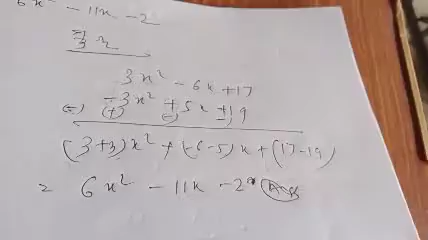 6x² - 11x - 2
3x² - 6x + 17
- 3x² + 5x + 19
(-) (+) (-) (-)
(3+3)x² + (-6-5)x + (17-19)
= 6x² - 11x - 2 Ans